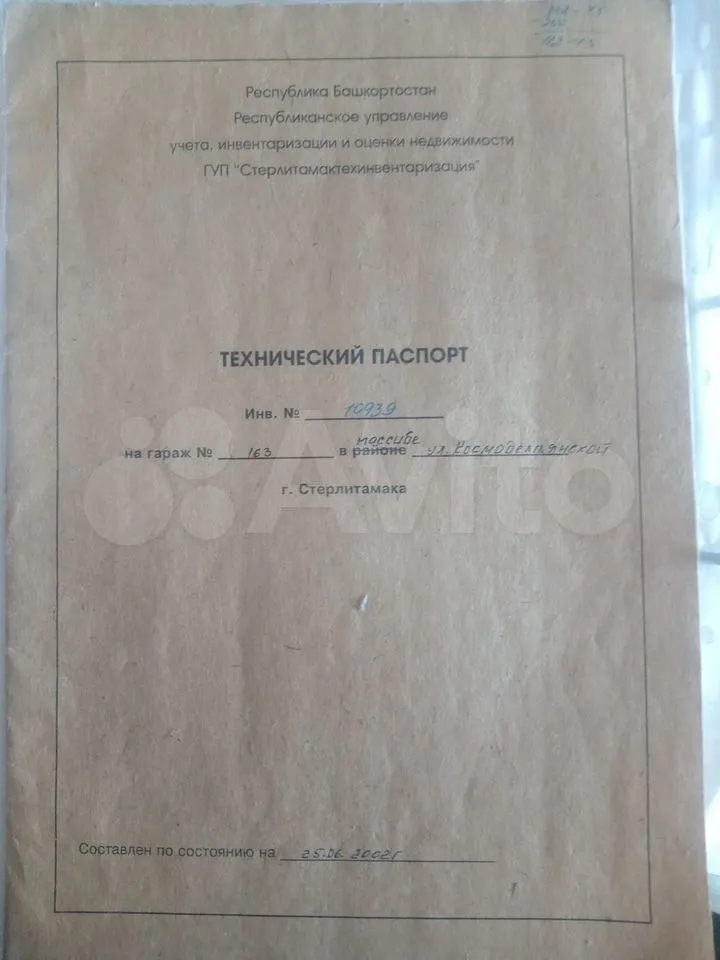 Республика Башкортостан
Республиканское управление
учета, инвентаризации и оценки недвижимости
ГУП "Стерлитамактехинвентаризация"
ТЕХНИЧЕСКИЙ ПАСПОРТ
Инв. № 10939
на гараж № 163 в районе массиве ул. Космодемьянской
г. Стерлитамака
Avito
Составлен по состоянию на 25.06.2002г